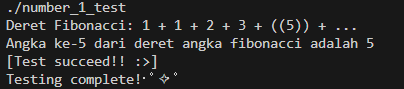 ./number_1_test
Deret Fibonacci: 1 + 1 + 2 + 3 + ((5)) + ...
Angka ke-5 dari deret angka fibonacci adalah 5
[Test succeed!! :>]
Testing complete!･ﾟ✧ﾟ